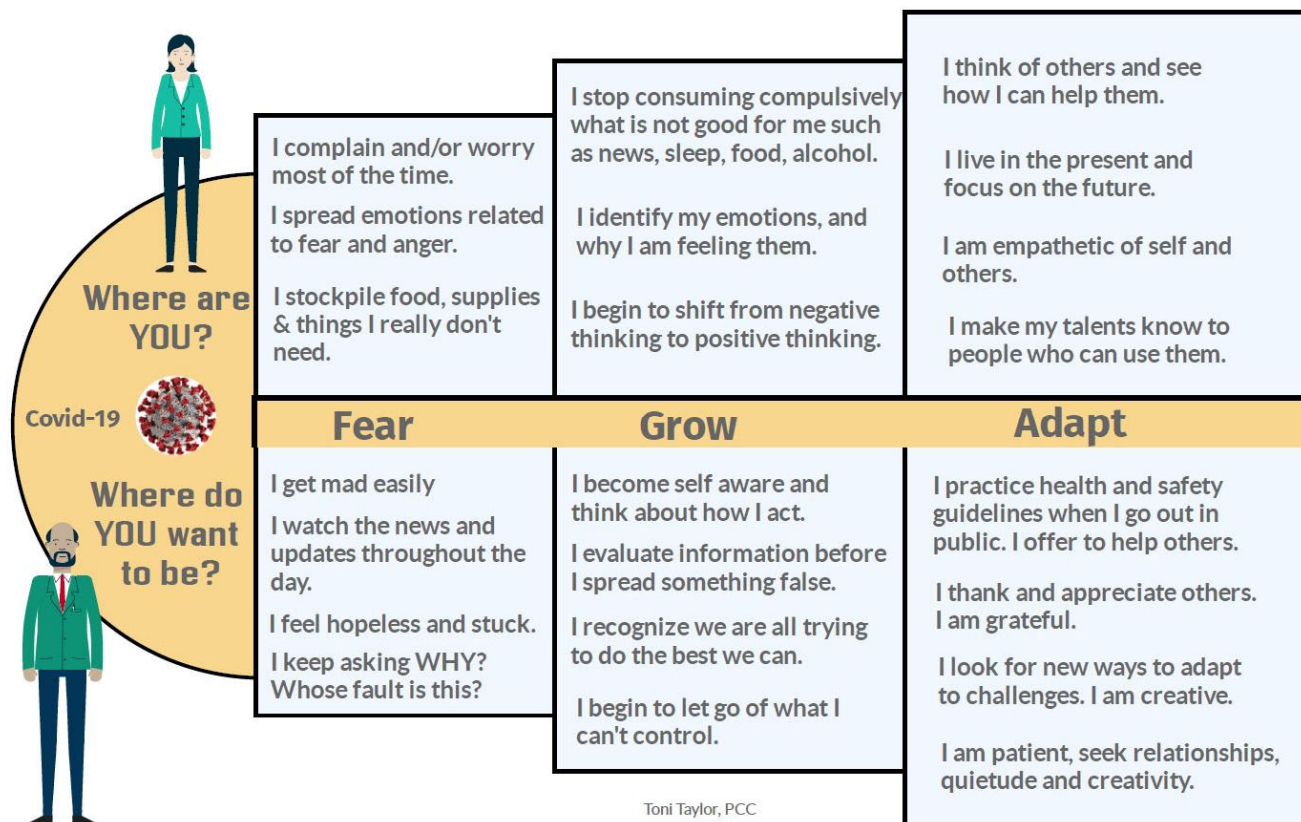 Where are
YOU?
Covid-19
Where do
YOU want
to be?
I complain and/or worry
most of the time.
I spread emotions related
to fear and anger.
I stockpile food, supplies
& things I really don't
need.
Fear
I get mad easily
I watch the news and
updates throughout the
day.
I feel hopeless and stuck.
I keep asking WHY?
Whose fault is this?
I stop consuming compulsively
what is not good for me such
as news, sleep, food, alcohol.
I identify my emotions, and
why I am feeling them.
I begin to shift from negative
thinking to positive thinking.
Grow
I become self aware and
think about how I act.
I evaluate information before
I spread something false.
I recognize we are all trying
to do the best we can.
I begin to let go of what I
can't control.
I think of others and see
how I can help them.
I live in the present and
focus on the future.
I am empathetic of self and
others.
I make my talents know to
people who can use them.
Adapt
I practice health and safety
guidelines when I go out in
public. I offer to help others.
I thank and appreciate others.
I am grateful.
I look for new ways to adapt
to challenges. I am creative.
I am patient, seek relationships,
quietude and creativity.
Toni Taylor, PCC